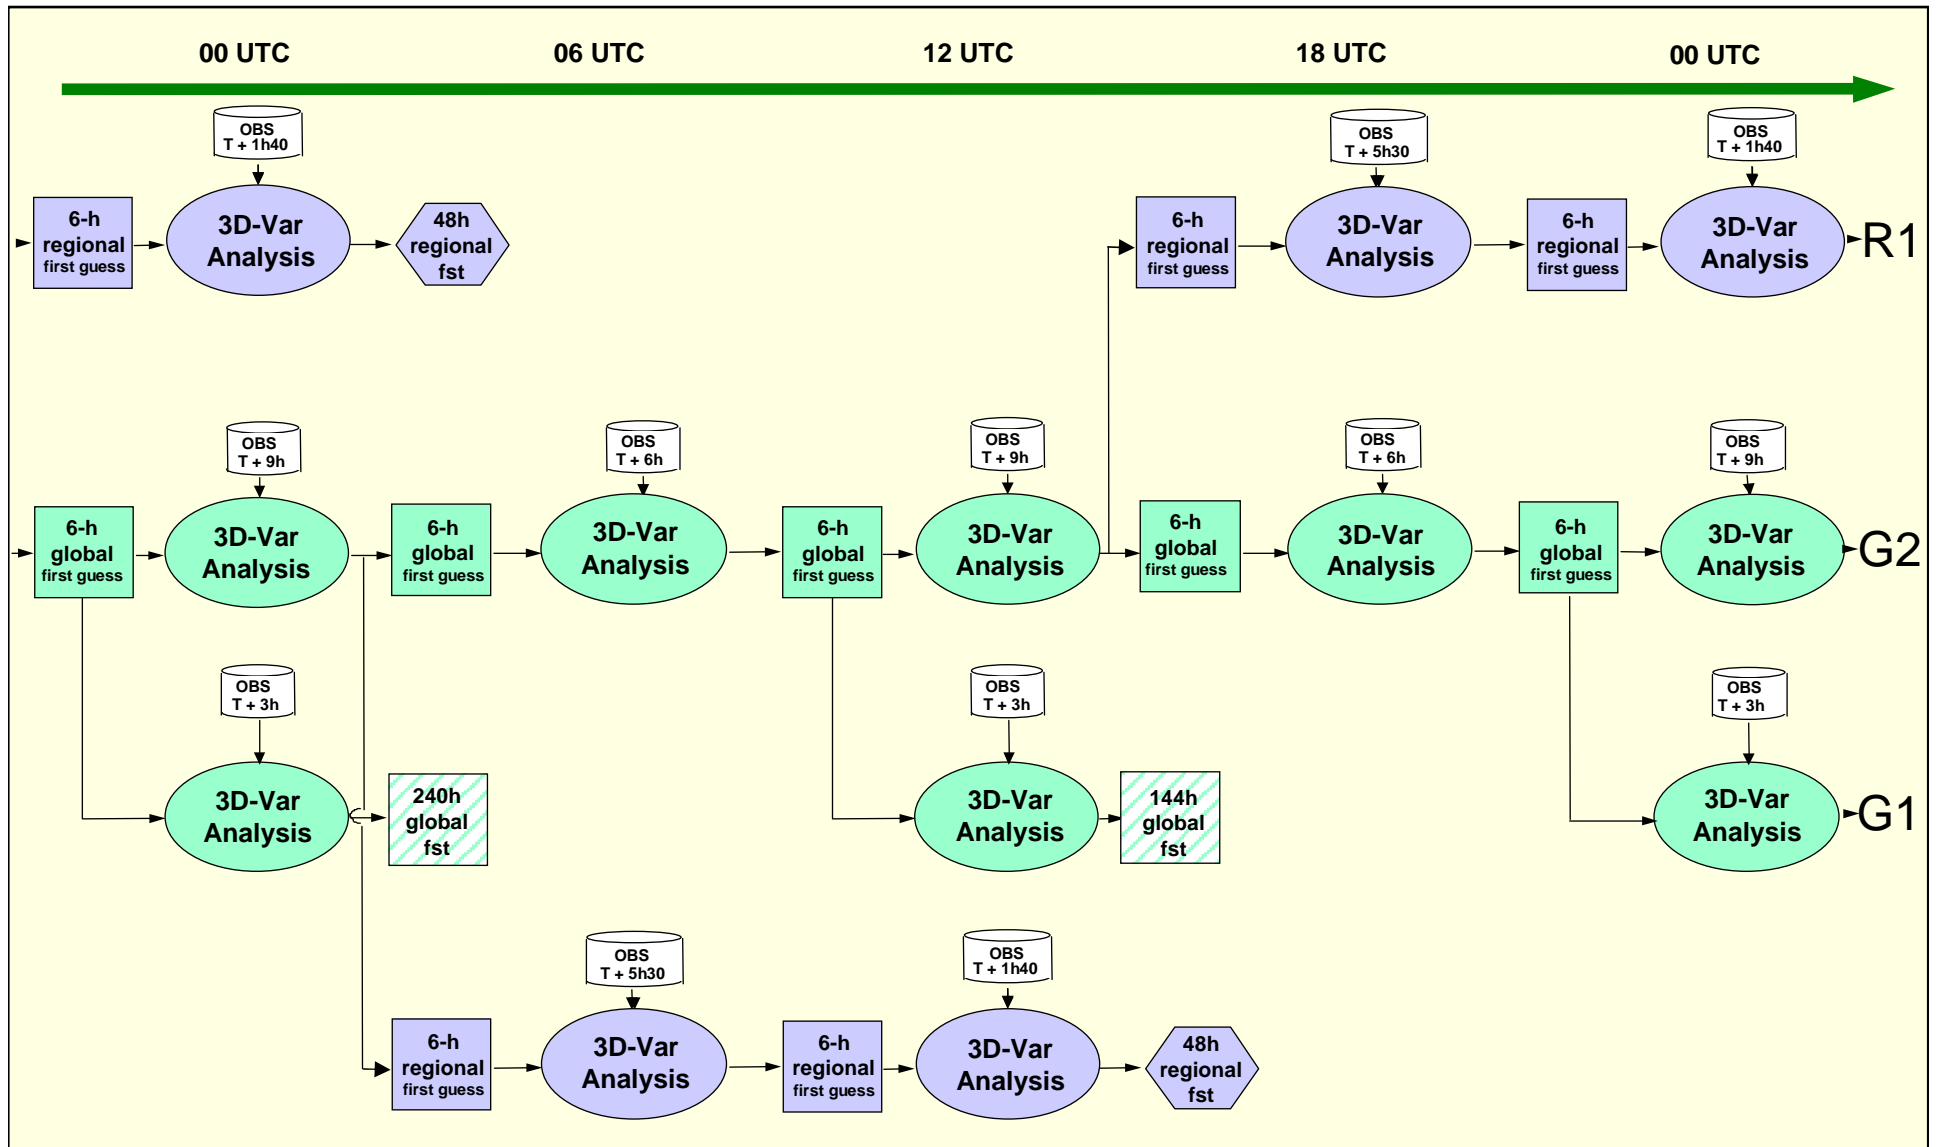 00 UTC
06 UTC
12 UTC
18 UTC
00 UTC
OBS
T + 1h40
OBS
T + 5h30
OBS
T + 1h40
6-h
regional
first guess
3D-Var
Analysis
48h
regional
fst
6-h
regional
first guess
3D-Var
Analysis
6-h
regional
first guess
3D-Var
Analysis
R1
OBS
T + 9h
OBS
T + 6h
OBS
T + 9h
OBS
T + 6h
OBS
T + 9h
6-h
global
first guess
3D-Var
Analysis
6-h
global
first guess
3D-Var
Analysis
6-h
global
first guess
3D-Var
Analysis
6-h
global
first guess
3D-Var
Analysis
6-h
global
first guess
3D-Var
Analysis
G2
OBS
T + 3h
OBS
T + 3h
OBS
T + 3h
3D-Var
Analysis
240h
global
fst
3D-Var
Analysis
144h
global
fst
3D-Var
Analysis
G1
OBS
T + 5h30
OBS
T + 1h40
6-h
regional
first guess
3D-Var
Analysis
6-h
regional
first guess
3D-Var
Analysis
48h
regional
fst